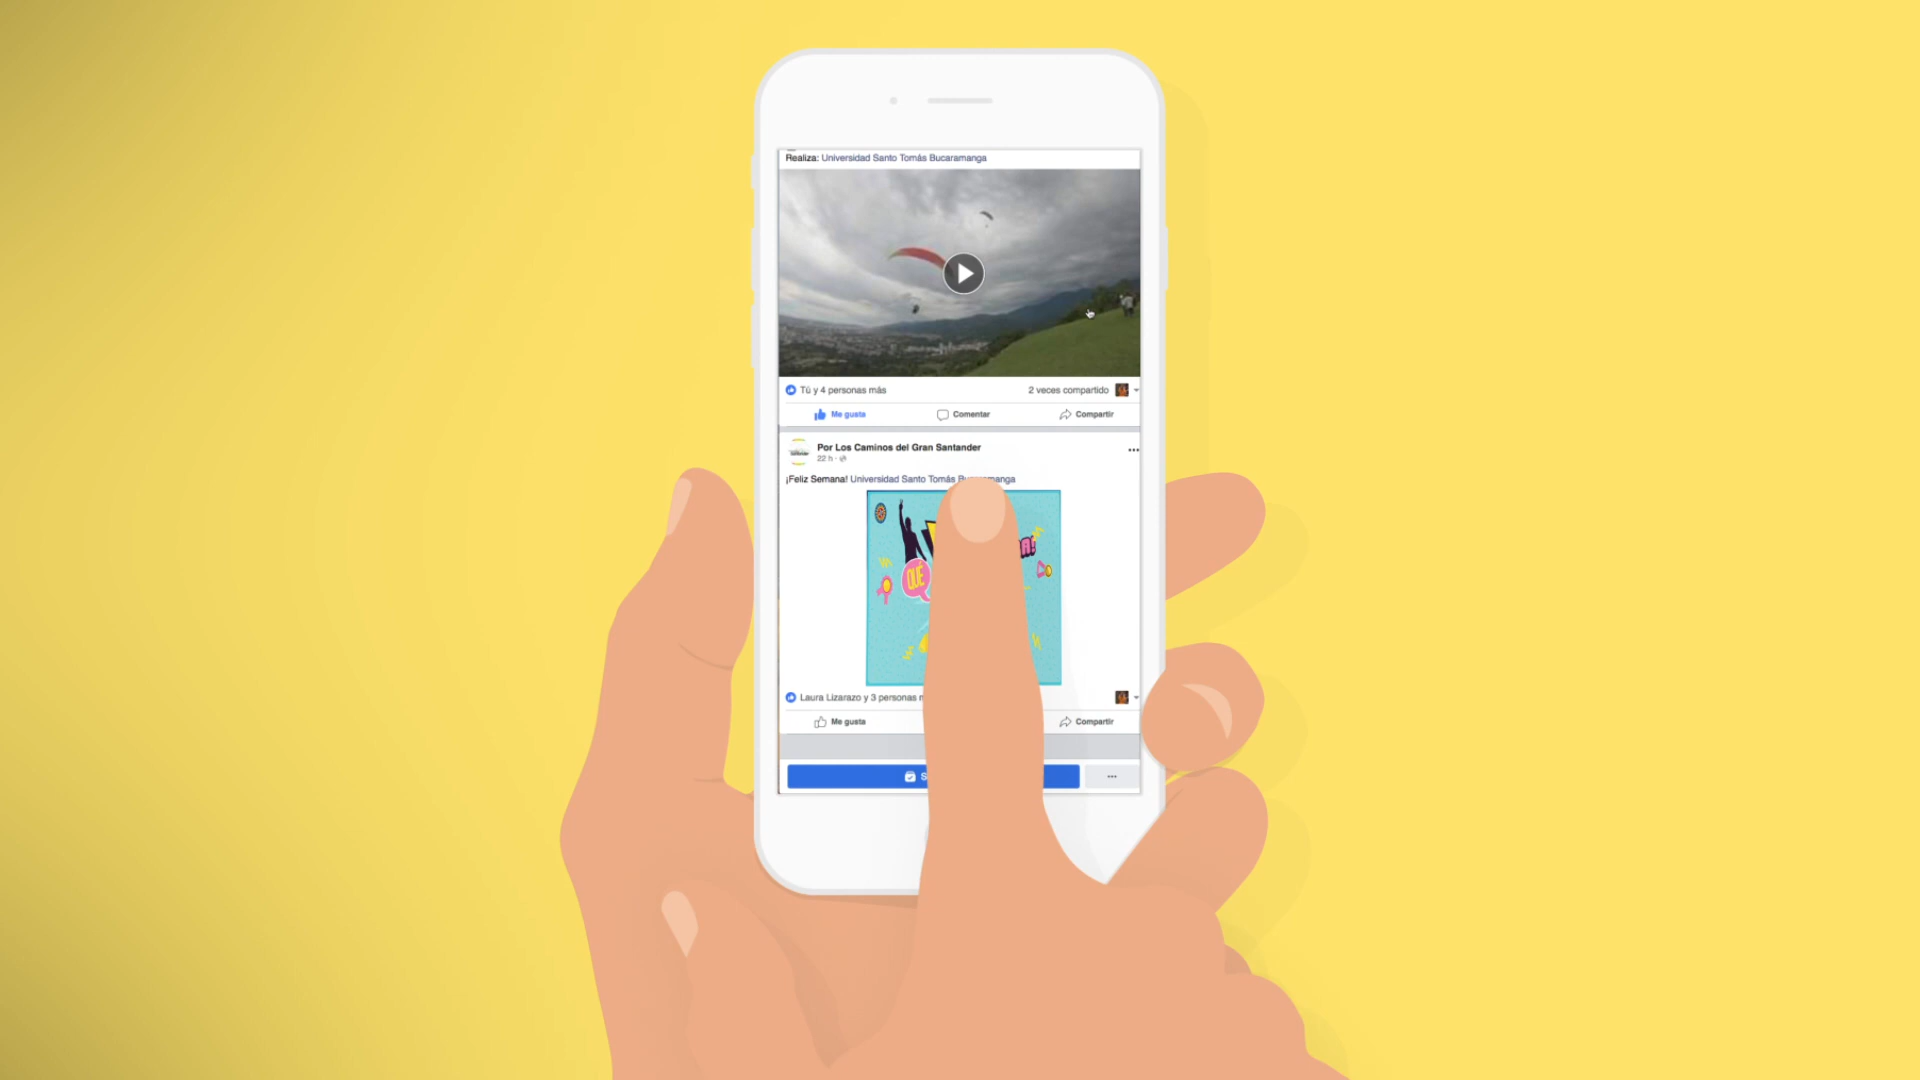 Realiza: Universidad Santo Tomás Bucaramanga
Tú y 4 personas más
2 veces compartido
Me gusta
Comentar
Compartir
Por Los Caminos del Gran Santander
22 h
¡Feliz Semana! Universidad Santo Tomás
QUÉ
Laura Lizarazo y 3 personas
Me gusta
Compartir